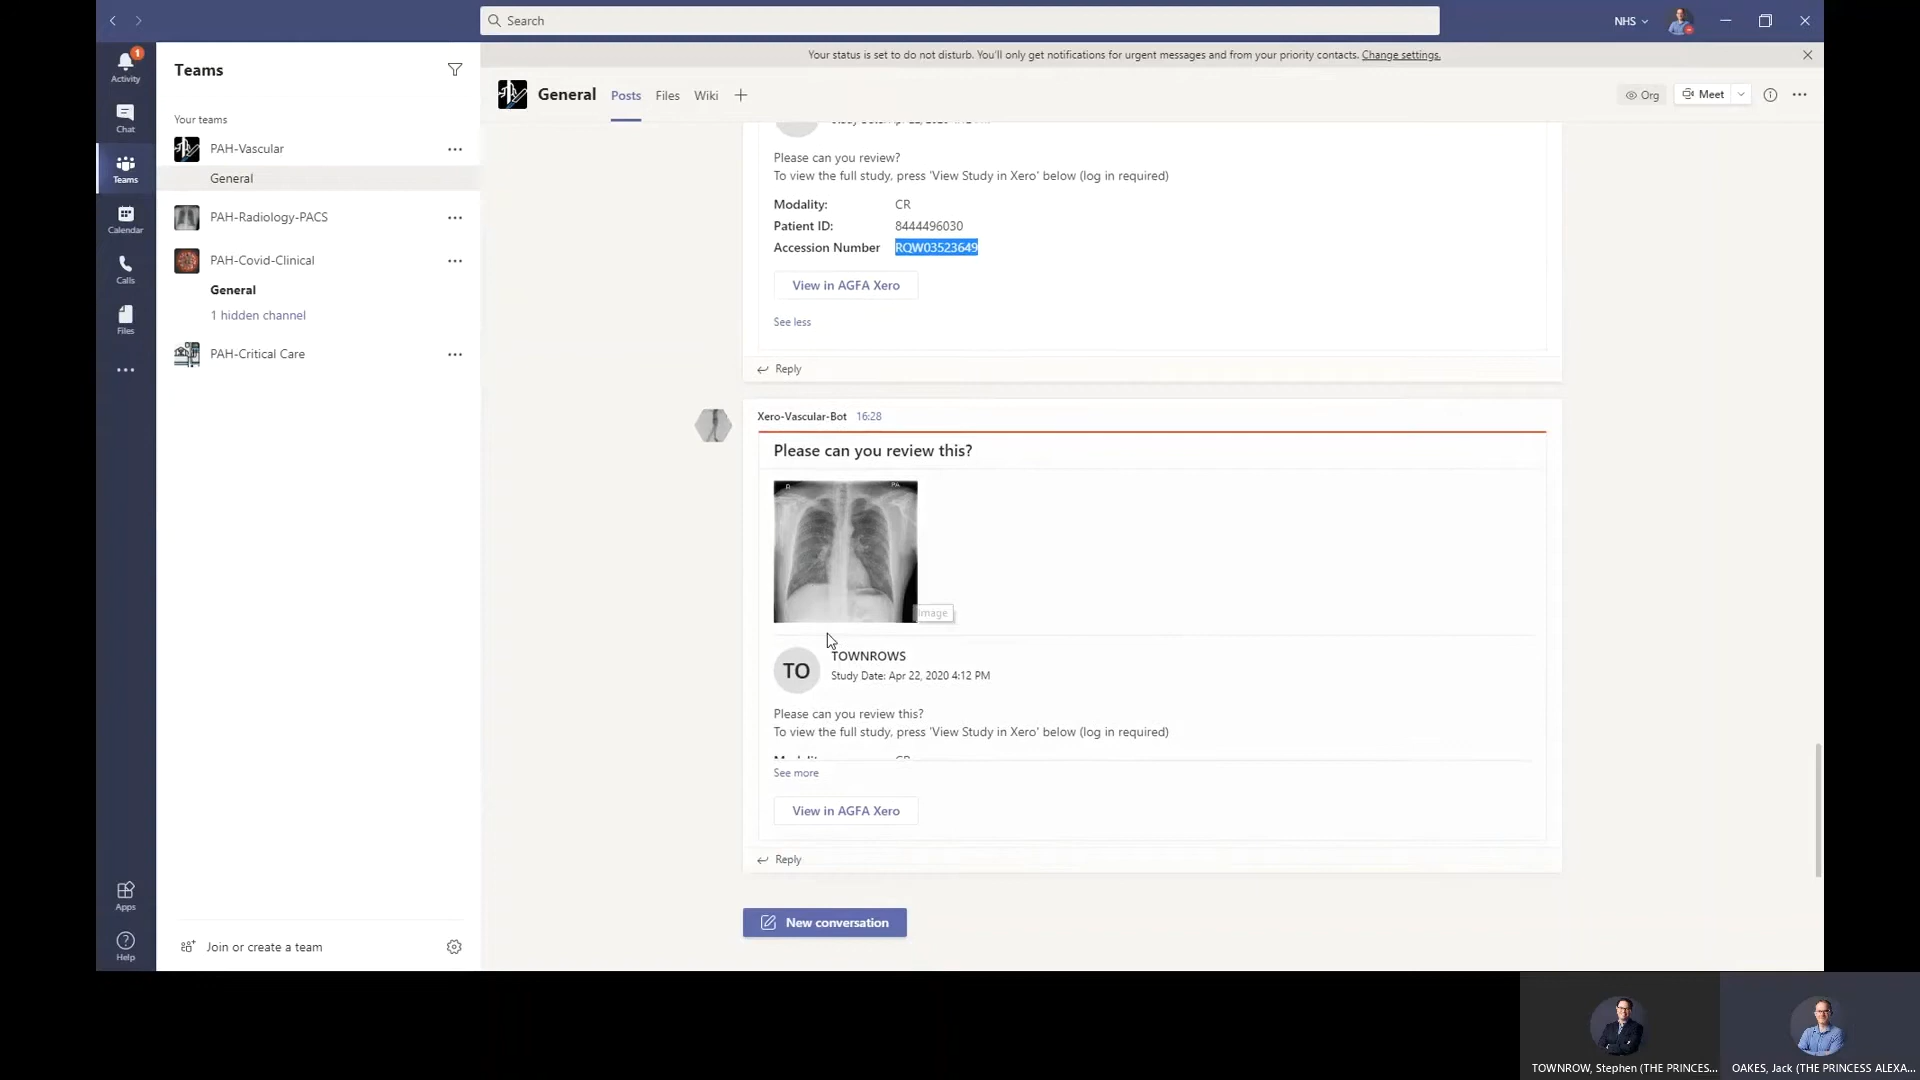 Search
NHS
Activity
1
Chat
Teams
Calendar
Calls
Files
Apps
Help
Teams
Your teams
PAH-Vascular
General
PAH-Radiology-PACS
PAH-Covid-Clinical
General
1 hidden channel
PAH-Critical Care
Join or create a team
Your status is set to do not disturb. You'll only get notifications for urgent messages and from your priority contacts. Change settings.
General Posts Files Wiki
Org
Meet
Please can you review?
To view the full study, press 'View Study in Xero' below (log in required)
Modality: CR
Patient ID: 8444496030
Accession Number RQW03523649
View in AGFA Xero
See less
Reply
Xero-Vascular-Bot 16:28
Please can you review this?
PA
Image
TO
TOWNROWS
Study Date: Apr 22, 2020 4:12 PM
Please can you review this?
To view the full study, press 'View Study in Xero' below (log in required)
See more
View in AGFA Xero
Reply
New conversation
TOWNROW, Stephen (THE PRINCES...
OAKES, Jack (THE PRINCESS ALEXA...